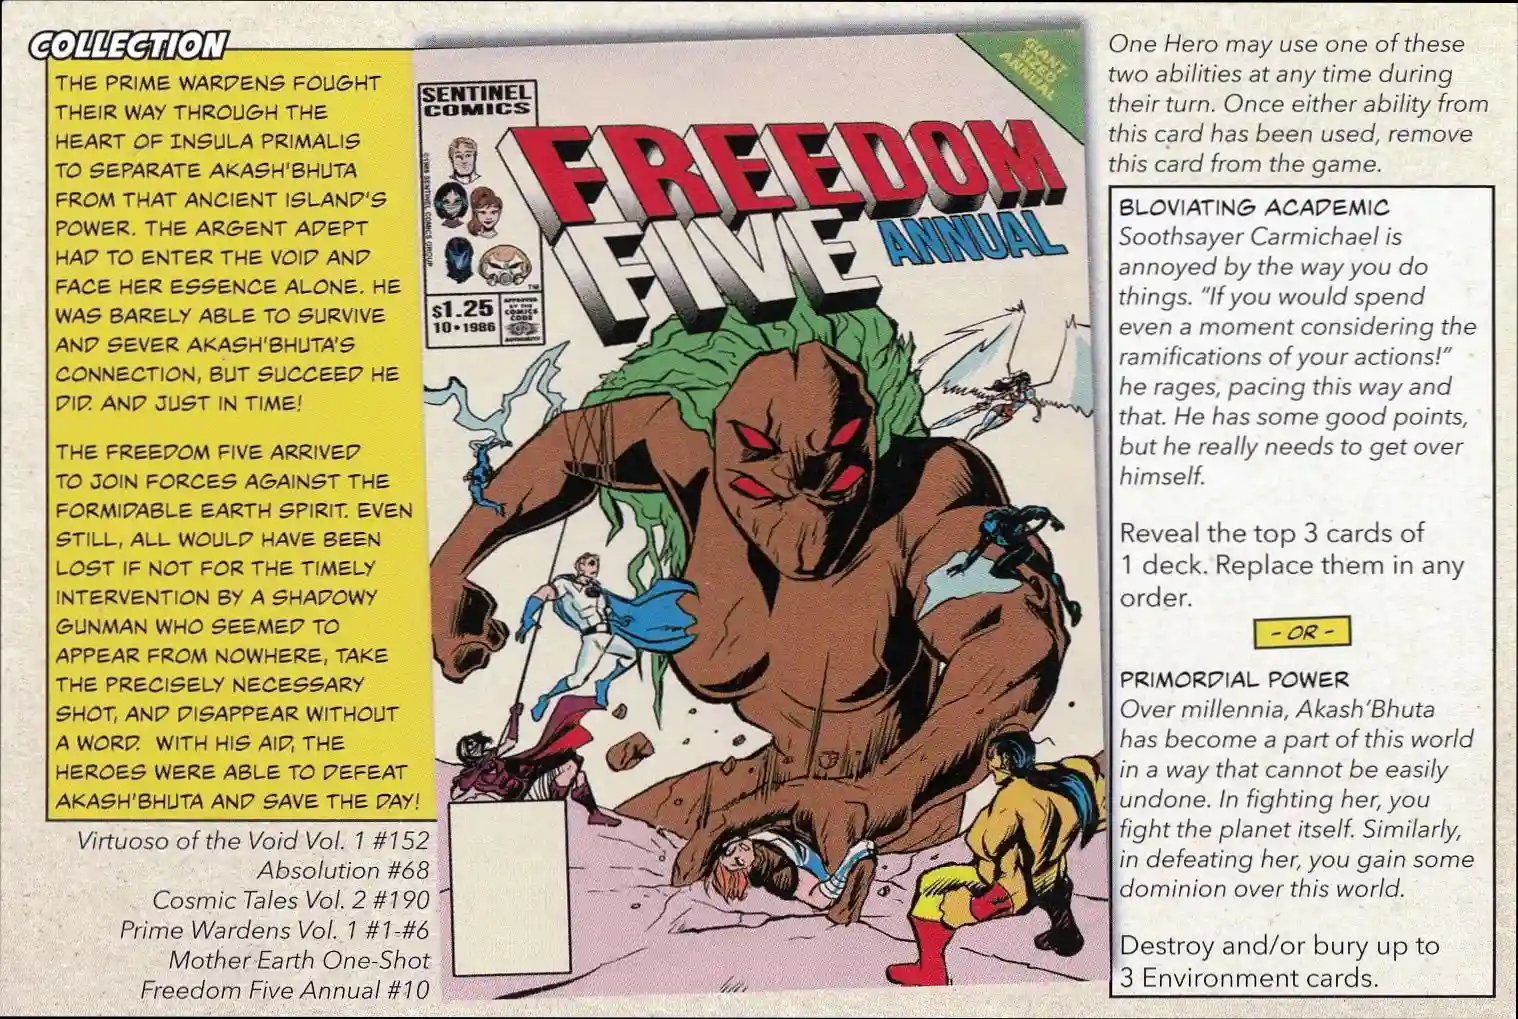 COLLECTION
THE PRIME WARDENS FOUGHT
THEIR WAY THROUGH THE
HEART OF INSULA PRIMALIS
TO SEPARATE AKASH'BHUTA
FROM THAT ANCIENT ISLAND'S
POWER. THE ARGENT ADEPT
HAD TO ENTER THE VOID AND
FACE HER ESSENCE ALONE. HE
WAS BARELY ABLE TO SURVIVE
AND SEVER AKASH'BHUTA'S
CONNECTION, BUT SUCCEED HE
DID. AND JUST IN TIME!
THE FREEDOM FIVE ARRIVED
TO JOIN FORCES AGAINST THE
FORMIDABLE EARTH SPIRIT. EVEN
STILL, ALL WOULD HAVE BEEN
LOST IF NOT FOR THE TIMELY
INTERVENTION BY A SHADOWY
GUNMAN WHO SEEMED TO
APPEAR FROM NOWHERE, TAKE
THE PRECISELY NECESSARY
SHOT, AND DISAPPEAR WITHOUT
A WORD. WITH HIS AID, THE
HEROES WERE ABLE TO DEFEAT
AKASH'BHUTA AND SAVE THE DAY!
Virtuoso of the Void Vol. 1 #152
Absolution #68
Cosmic Tales Vol. 2 #190
Prime Wardens Vol. 1 #1-#6
Mother Earth One-Shot
Freedom Five Annual #10
SENTINEL
COMICS
©1986 SENTINEL COMICS GROUP
TM
$1.25
10•1986
APPROVED
BY THE
COMICS
CODE
AUTHORITY
GIANT
SIZED
ANNUAL
FREEDOM
FIVE
ANNUAL
One Hero may use one of these
two abilities at any time during
their turn. Once either ability from
this card has been used, remove
this card from the game.
BLOVIATING ACADEMIC
Soothsayer Carmichael is
annoyed by the way you do
things. "If you would spend
even a moment considering the
ramifications of your actions!"
he rages, pacing this way and
that. He has some good points,
but he really needs to get over
himself.
Reveal the top 3 cards of
1 deck. Replace them in any
order.
- OR -
PRIMORDIAL POWER
Over millennia, Akash'Bhuta
has become a part of this world
in a way that cannot be easily
undone. In fighting her, you
fight the planet itself. Similarly,
in defeating her, you gain some
dominion over this world.
Destroy and/or bury up to
3 Environment cards.